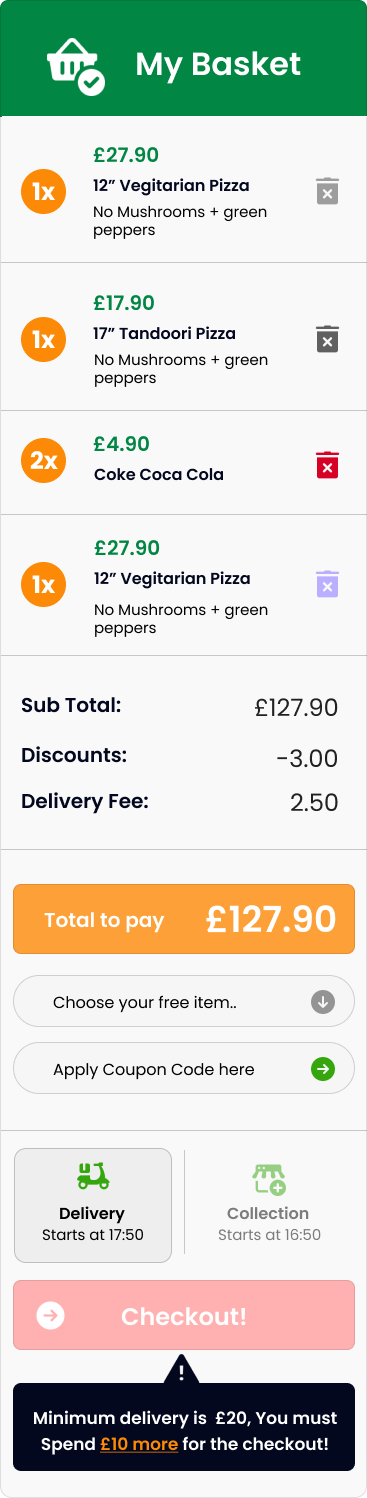 My Basket
£27.90
1x
12” Vegitarian Pizza
No Mushrooms + green
peppers
£17.90
1x
17” Tandoori Pizza
No Mushrooms + green
peppers
£4.90
2x
Coke Coca Cola
£27.90
1x
12” Vegitarian Pizza
No Mushrooms + green
peppers
Sub Total: £127.90
Discounts: -3.00
Delivery Fee: 2.50
Total to pay £127.90
Choose your free item..
Apply Coupon Code here
Delivery
Starts at 17:50
Collection
Starts at 16:50
Checkout!
!
Minimum delivery is £20, You must
Spend £10 more for the checkout!